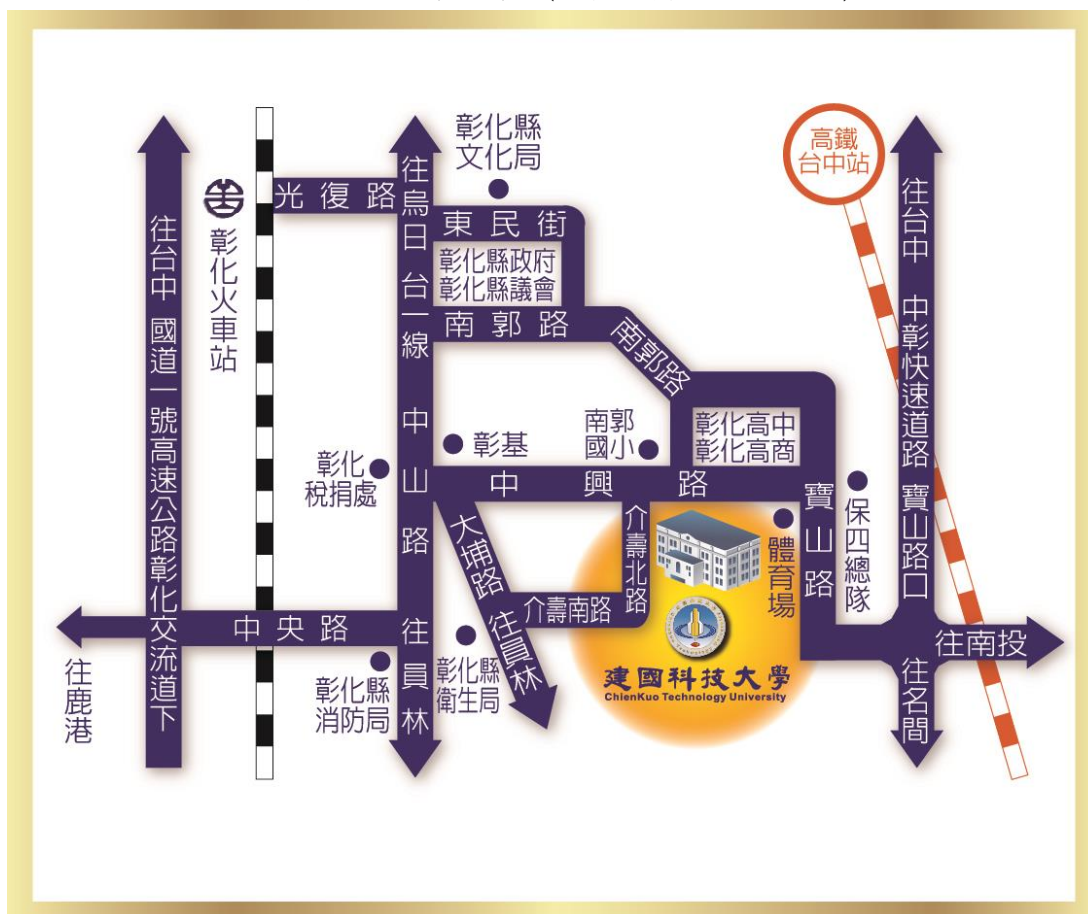 彰化縣
文化局
高鐵
台中站
光復路
東民街
彰化縣政府
彰化縣議會
南郭路
南郭路
往台中 國道一號高速公路彰化交流道下
彰化火車站
往烏日 台一線 中山路 往員林
往台中 中彰快速道路 寶山路口
彰基
南郭
國小
彰化高中
彰化高商
彰化
稅捐處
中興路
大埔路 往員林
介壽北路
介壽南路
體育場
寶山路
保四總隊
中央路
往鹿港
彰化縣
消防局
彰化縣
衛生局
建國科技大學
ChienKuo Technology University
往南投
往名間